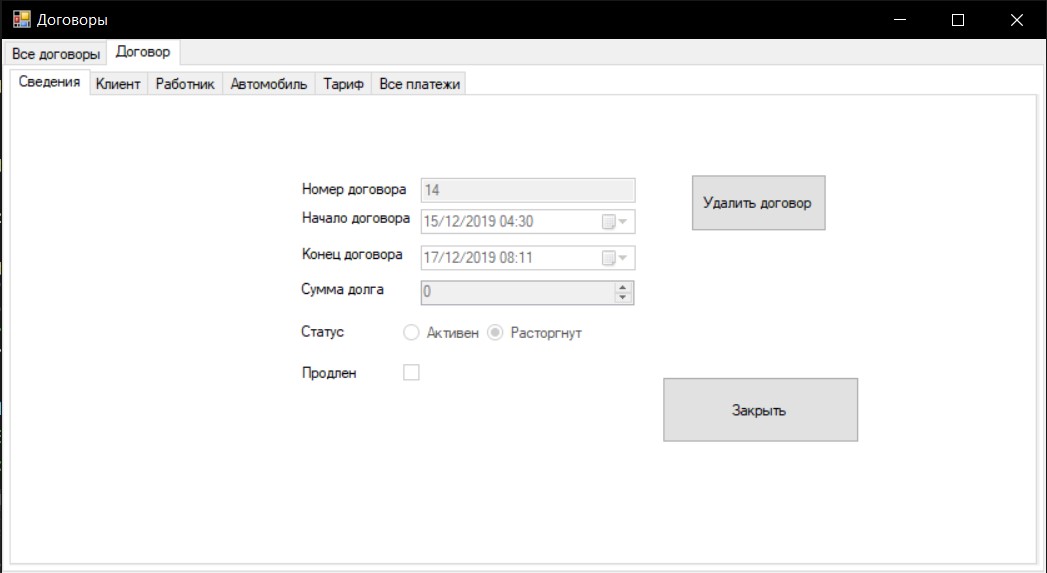 Договоры
Все договоры Договор
Сведения Клиент Работник Автомобиль Тариф Все платежи
Номер договора 14 Удалить договор
Начало договора 15/12/2019 04:30
Конец договора 17/12/2019 08:11
Сумма долга 0
Статус Активен Расторгнут
Продлен
Закрыть